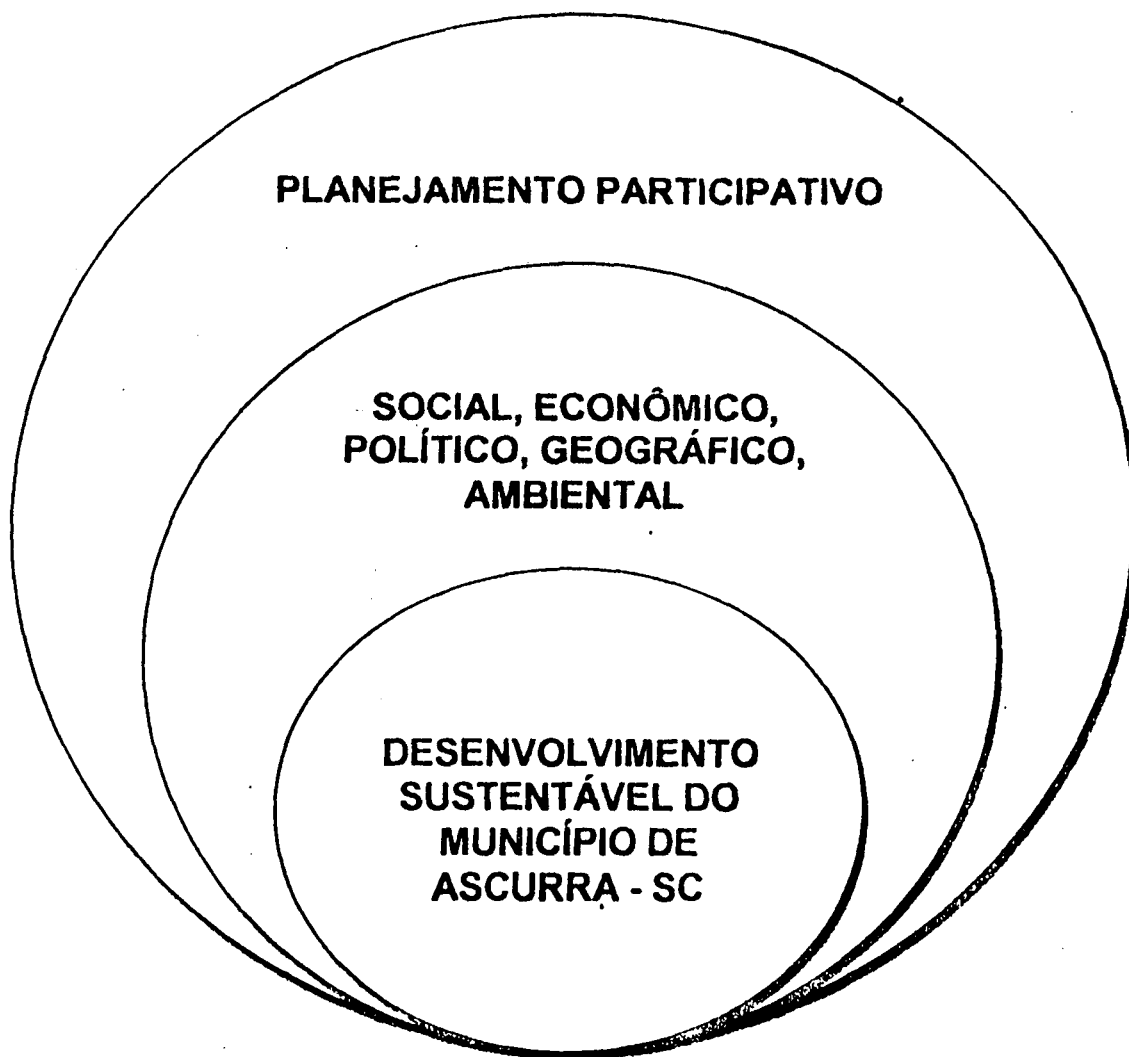 PLANEJAMENTO PARTICIPATIVO
SOCIAL, ECONÔMICO,
POLÍTICO, GEOGRÁFICO,
AMBIENTAL
DESENVOLVIMENTO
SUSTENTÁVEL DO
MUNICÍPIO DE
ASCURRA - SC